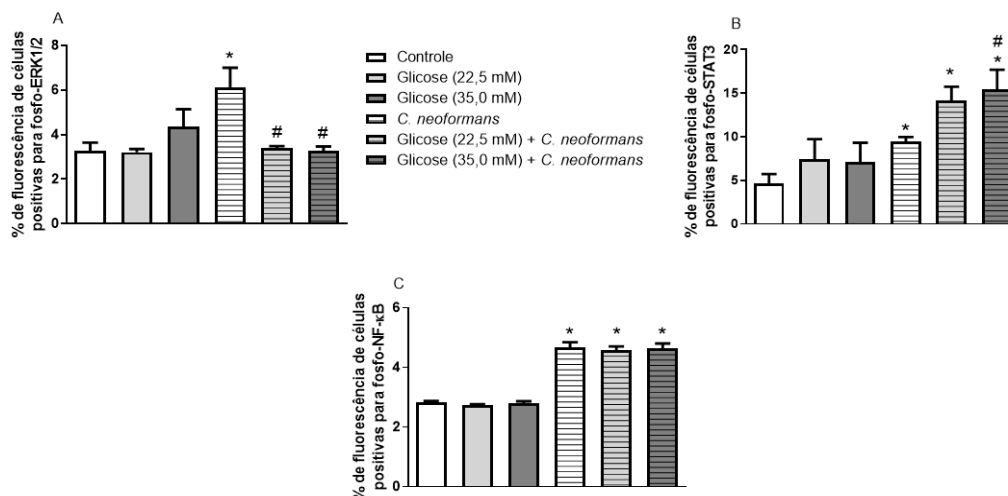 A
% de fluorescência de células
positivas para fosfo-ERK1/2
8
6
4
2
0
*
#
#
Controle
Glicose (22,5 mM)
Glicose (35,0 mM)
C. neoformans
Glicose (22,5 mM) + C. neoformans
Glicose (35,0 mM) + C. neoformans
B
% de fluorescência de células
positivas para fosfo-STAT3
20
15
10
5
0
*
*
#
*
C
% de fluorescência de células
positivas para fosfo-NF-κB
6
4
2
0
*
*
*